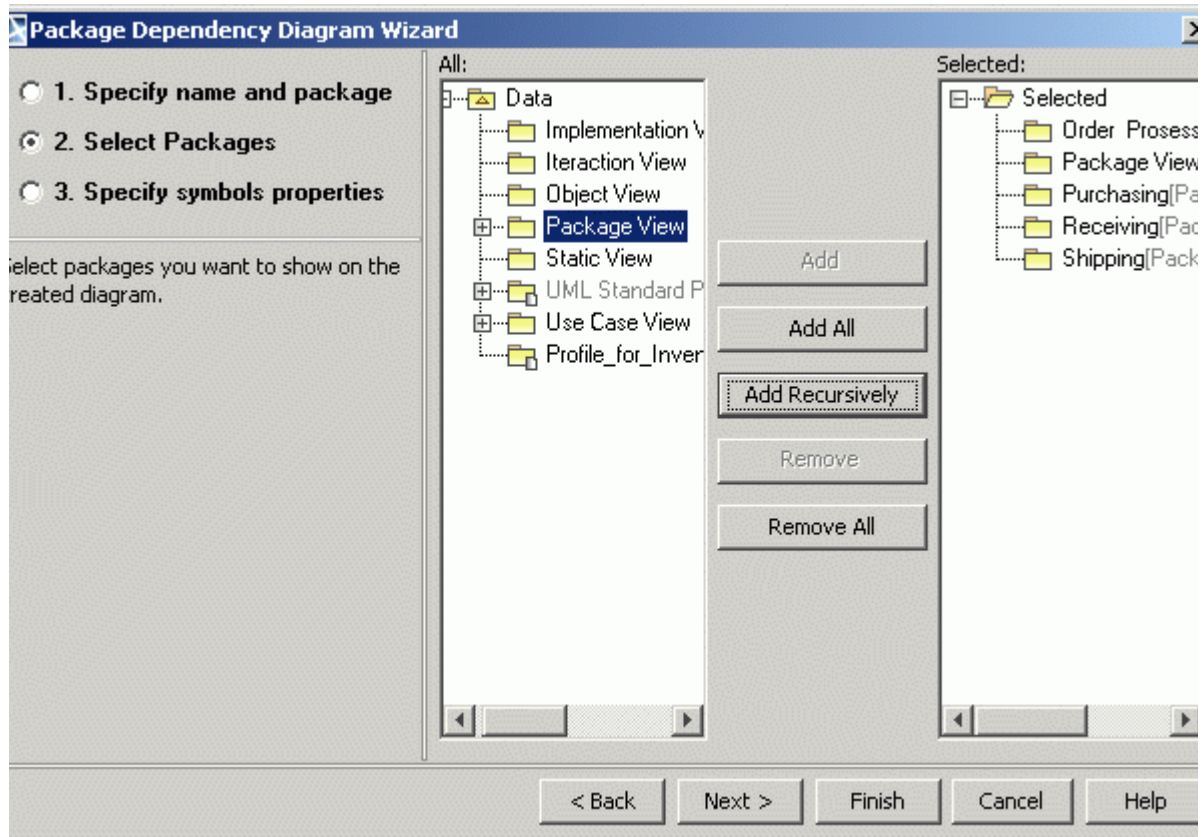 Package Dependency Diagram Wizard
1. Specify name and package
2. Select Packages
3. Specify symbols properties
Select packages you want to show on the
created diagram.
All:
Data
Implementation V
Iteraction View
Object View
Package View
Static View
UML Standard P
Use Case View
Profile_for_Inver
Add
Add All
Add Recursively
Remove
Remove All
Selected:
Selected
Order Prosess
Package View
Purchasing[Pa
Receiving[Pac
Shipping[Pack
< Back
Next >
Finish
Cancel
Help